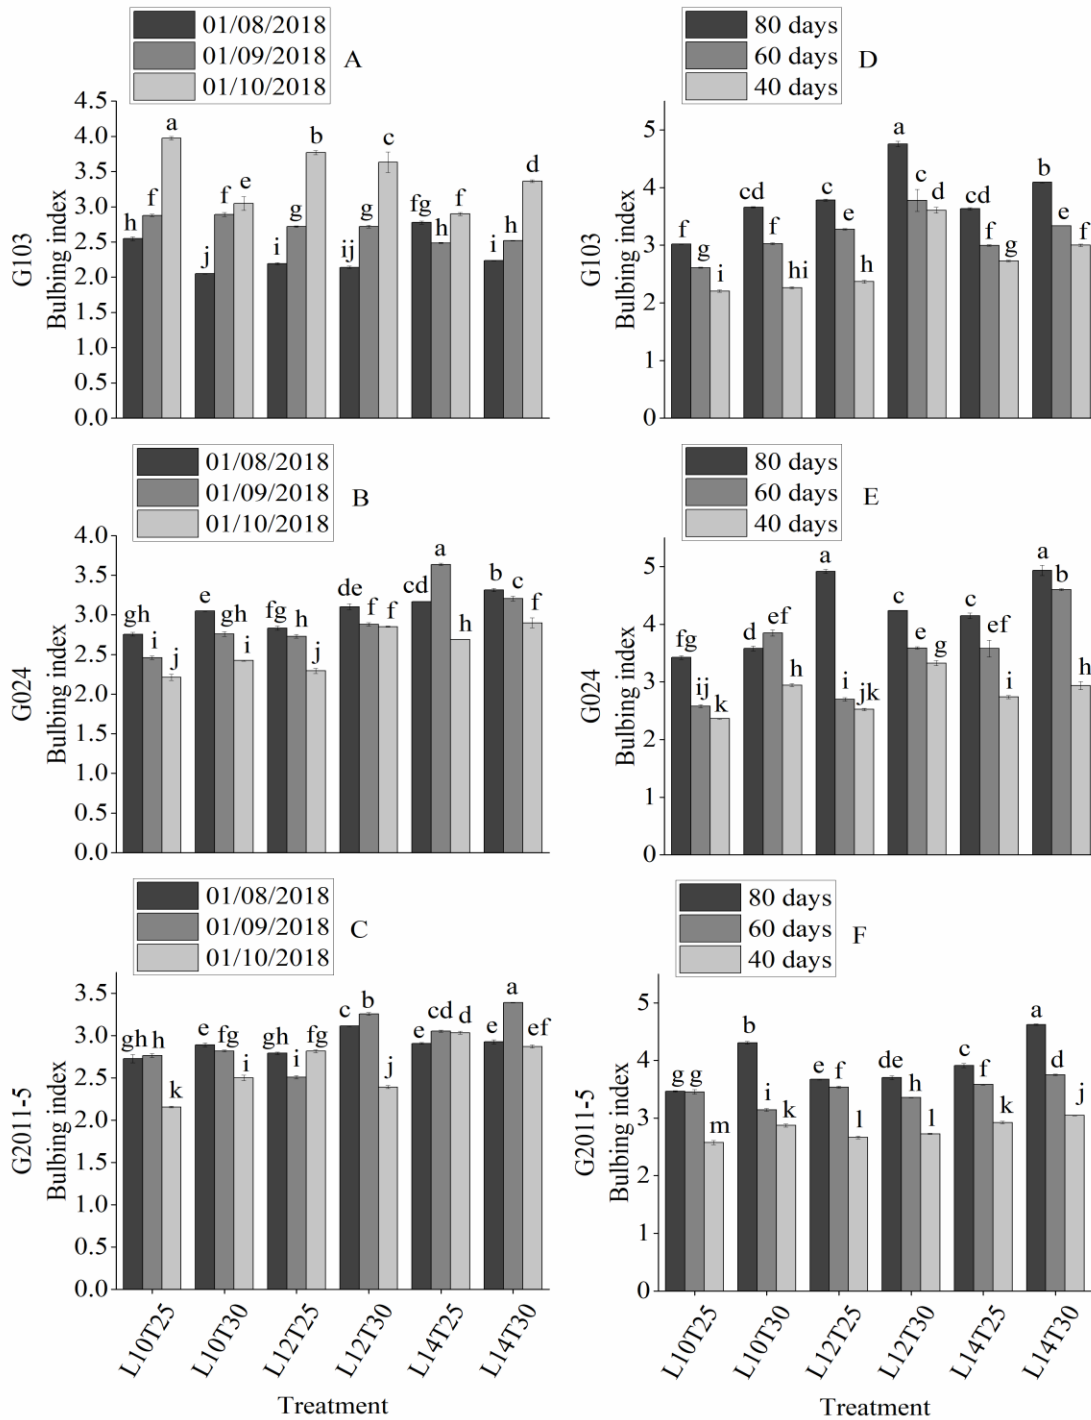 01/08/2018
01/09/2018
01/10/2018
A
G103
Bulbing index
4.5
4.0
3.5
3.0
2.5
2.0
1.5
1.0
0.5
0.0
h f a
j f e
i g b
ij g c
fg h f
i h d
80 days
60 days
40 days
D
G103
Bulbing index
5
4
3
2
1
0
f g i
cd f hi
c e h
a c d
cd f g
b e f
01/08/2018
01/09/2018
01/10/2018
B
G024
Bulbing index
4.0
3.5
3.0
2.5
2.0
1.5
1.0
0.5
0.0
gh i j
e gh i
fg h j
de f f
cd a h
b c f
80 days
60 days
40 days
E
G024
Bulbing index
5
4
3
2
1
0
fg ij k
d ef h
a i jk
c e g
c ef i
a b h
01/08/2018
01/09/2018
01/10/2018
C
G2011-5
Bulbing index
3.5
3.0
2.5
2.0
1.5
1.0
0.5
0.0
gh h k
e fg i
gh i fg
c b j
e cd d
e a ef
L10T25
L10T30
L12T25
L12T30
L14T25
L14T30
Treatment
80 days
60 days
40 days
F
G2011-5
Bulbing index
5
4
3
2
1
0
g g m
b i k
e f l
de h l
c f k
a d j
L10T25
L10T30
L12T25
L12T30
L14T25
L14T30
Treatment